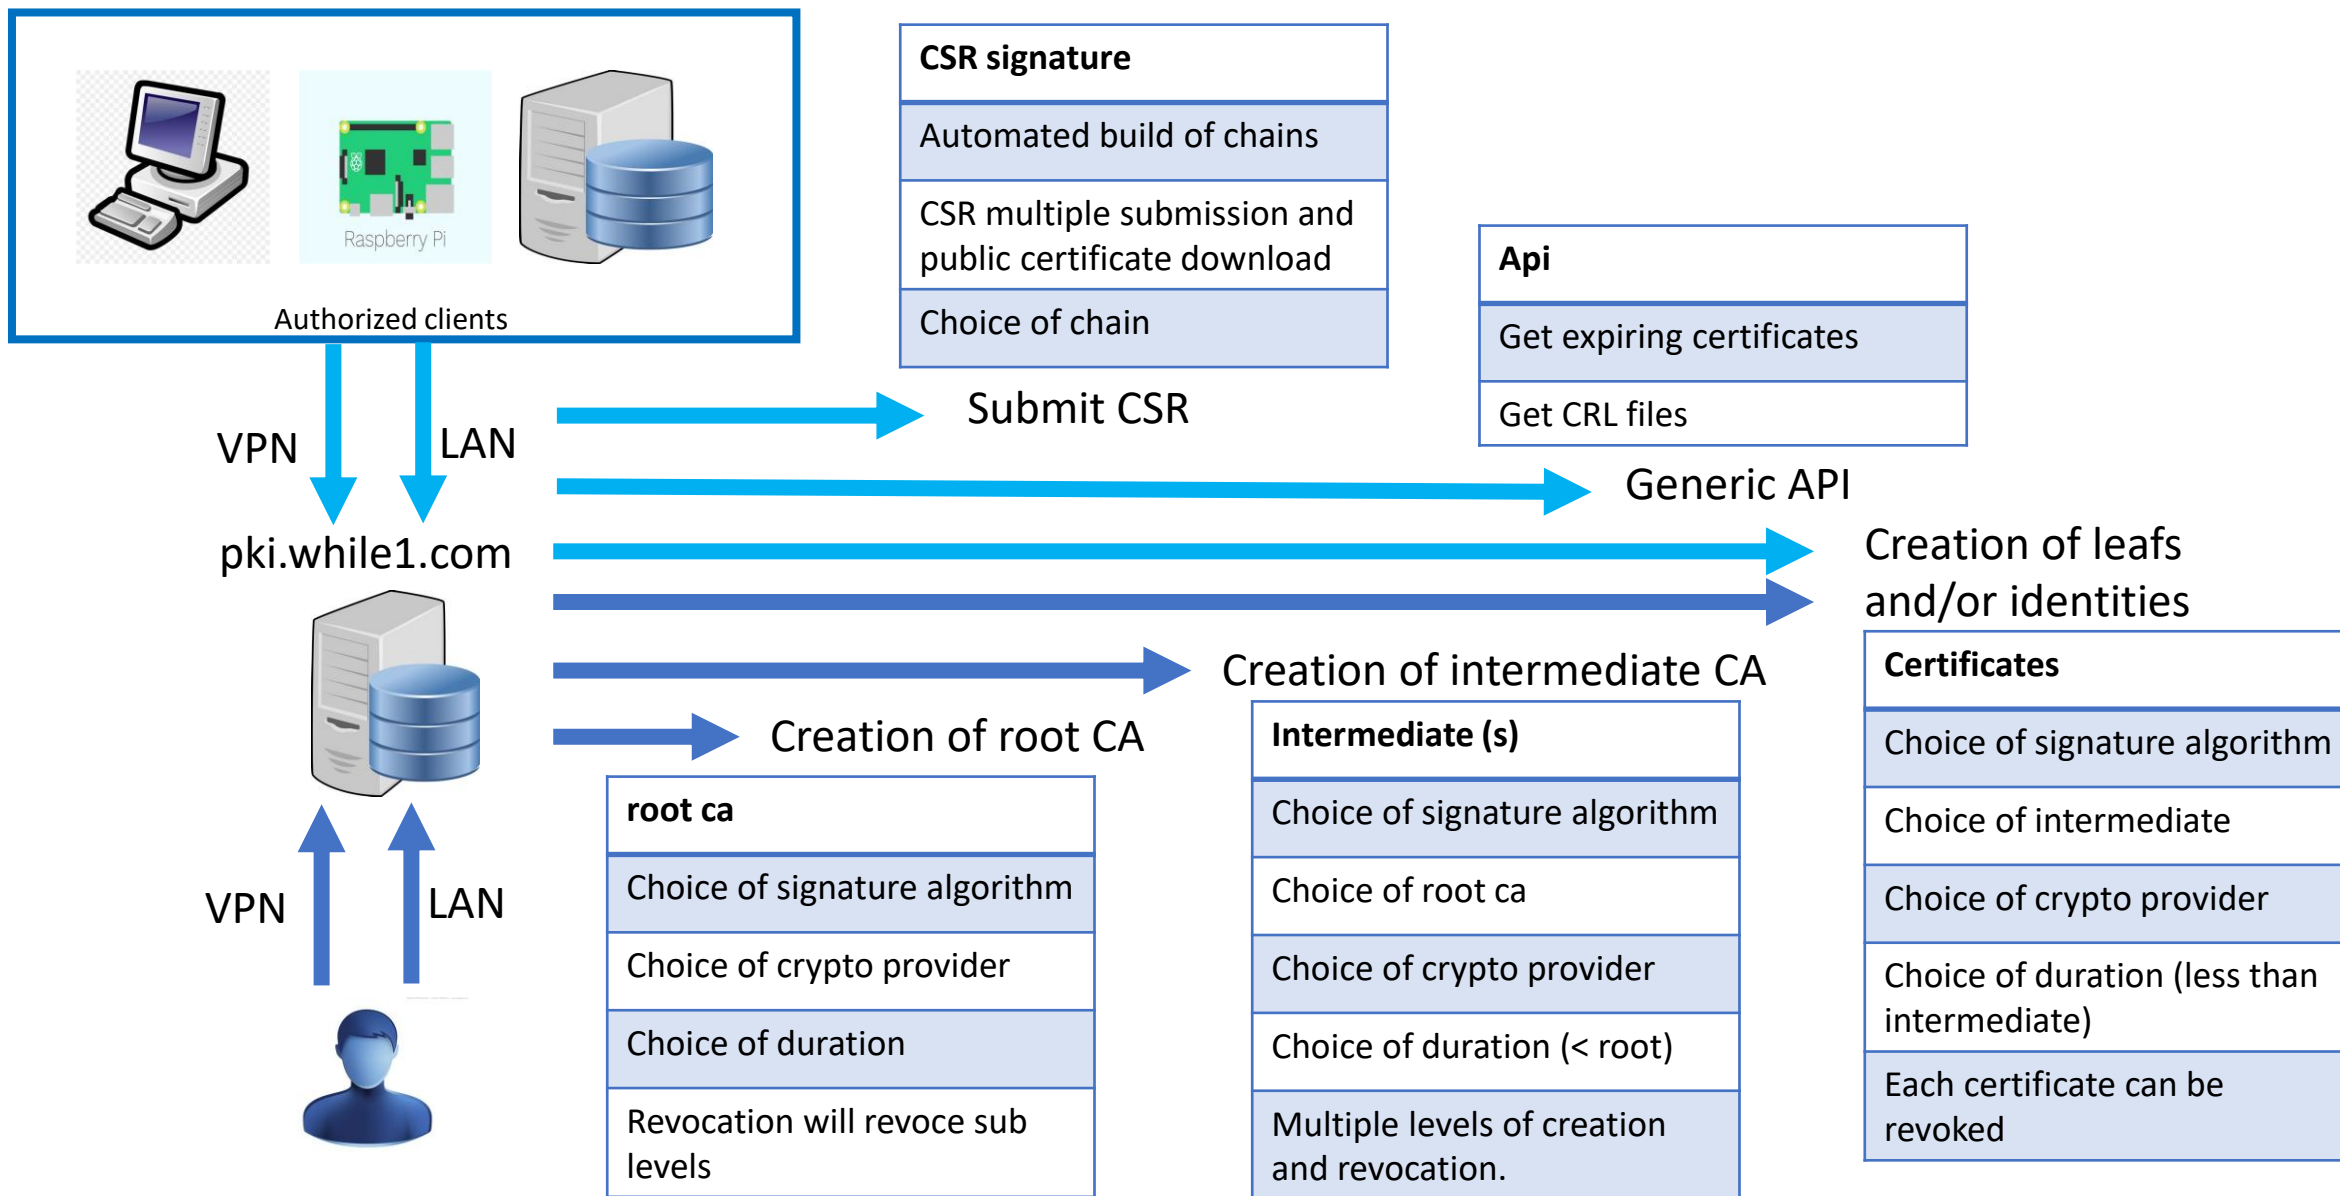 Raspberry Pi
Authorized clients
VPN
LAN
pki.while1.com
VPN
LAN
CSR signature
Automated build of chains
CSR multiple submission and
public certificate download
Choice of chain
Submit CSR
Api
Get expiring certificates
Get CRL files
Generic API
Creation of leafs
and/or identities
Certificates
Choice of signature algorithm
Choice of intermediate
Choice of crypto provider
Choice of duration (less than
intermediate)
Each certificate can be
revoked
Creation of intermediate CA
Intermediate (s)
Choice of signature algorithm
Choice of root ca
Choice of crypto provider
Choice of duration (< root)
Multiple levels of creation
and revocation.
Creation of root CA
root ca
Choice of signature algorithm
Choice of crypto provider
Choice of duration
Revocation will revoce sub
levels